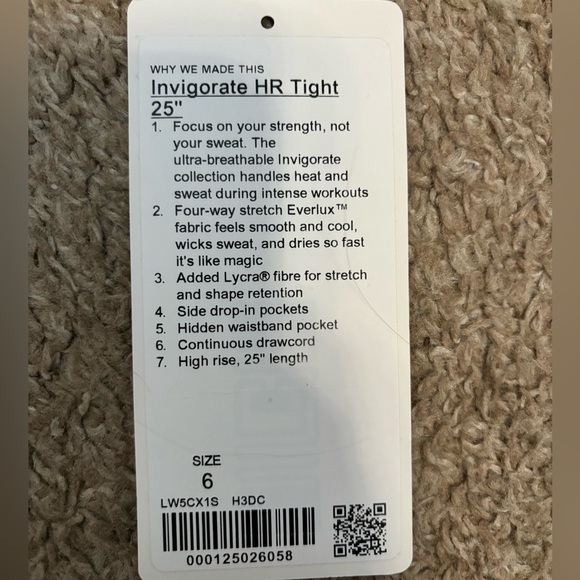 WHY WE MADE THIS
Invigorate HR Tight
25"
1. Focus on your strength, not
your sweat. The
ultra-breathable Invigorate
collection handles heat and
sweat during intense workouts
2. Four-way stretch Everlux™
fabric feels smooth and cool,
wicks sweat, and dries so fast
it's like magic
3. Added Lycra® fibre for stretch
and shape retention
4. Side drop-in pockets
5. Hidden waistband pocket
6. Continuous drawcord
7. High rise, 25" length
SIZE
6
LW5CX1S H3DC
000125026058